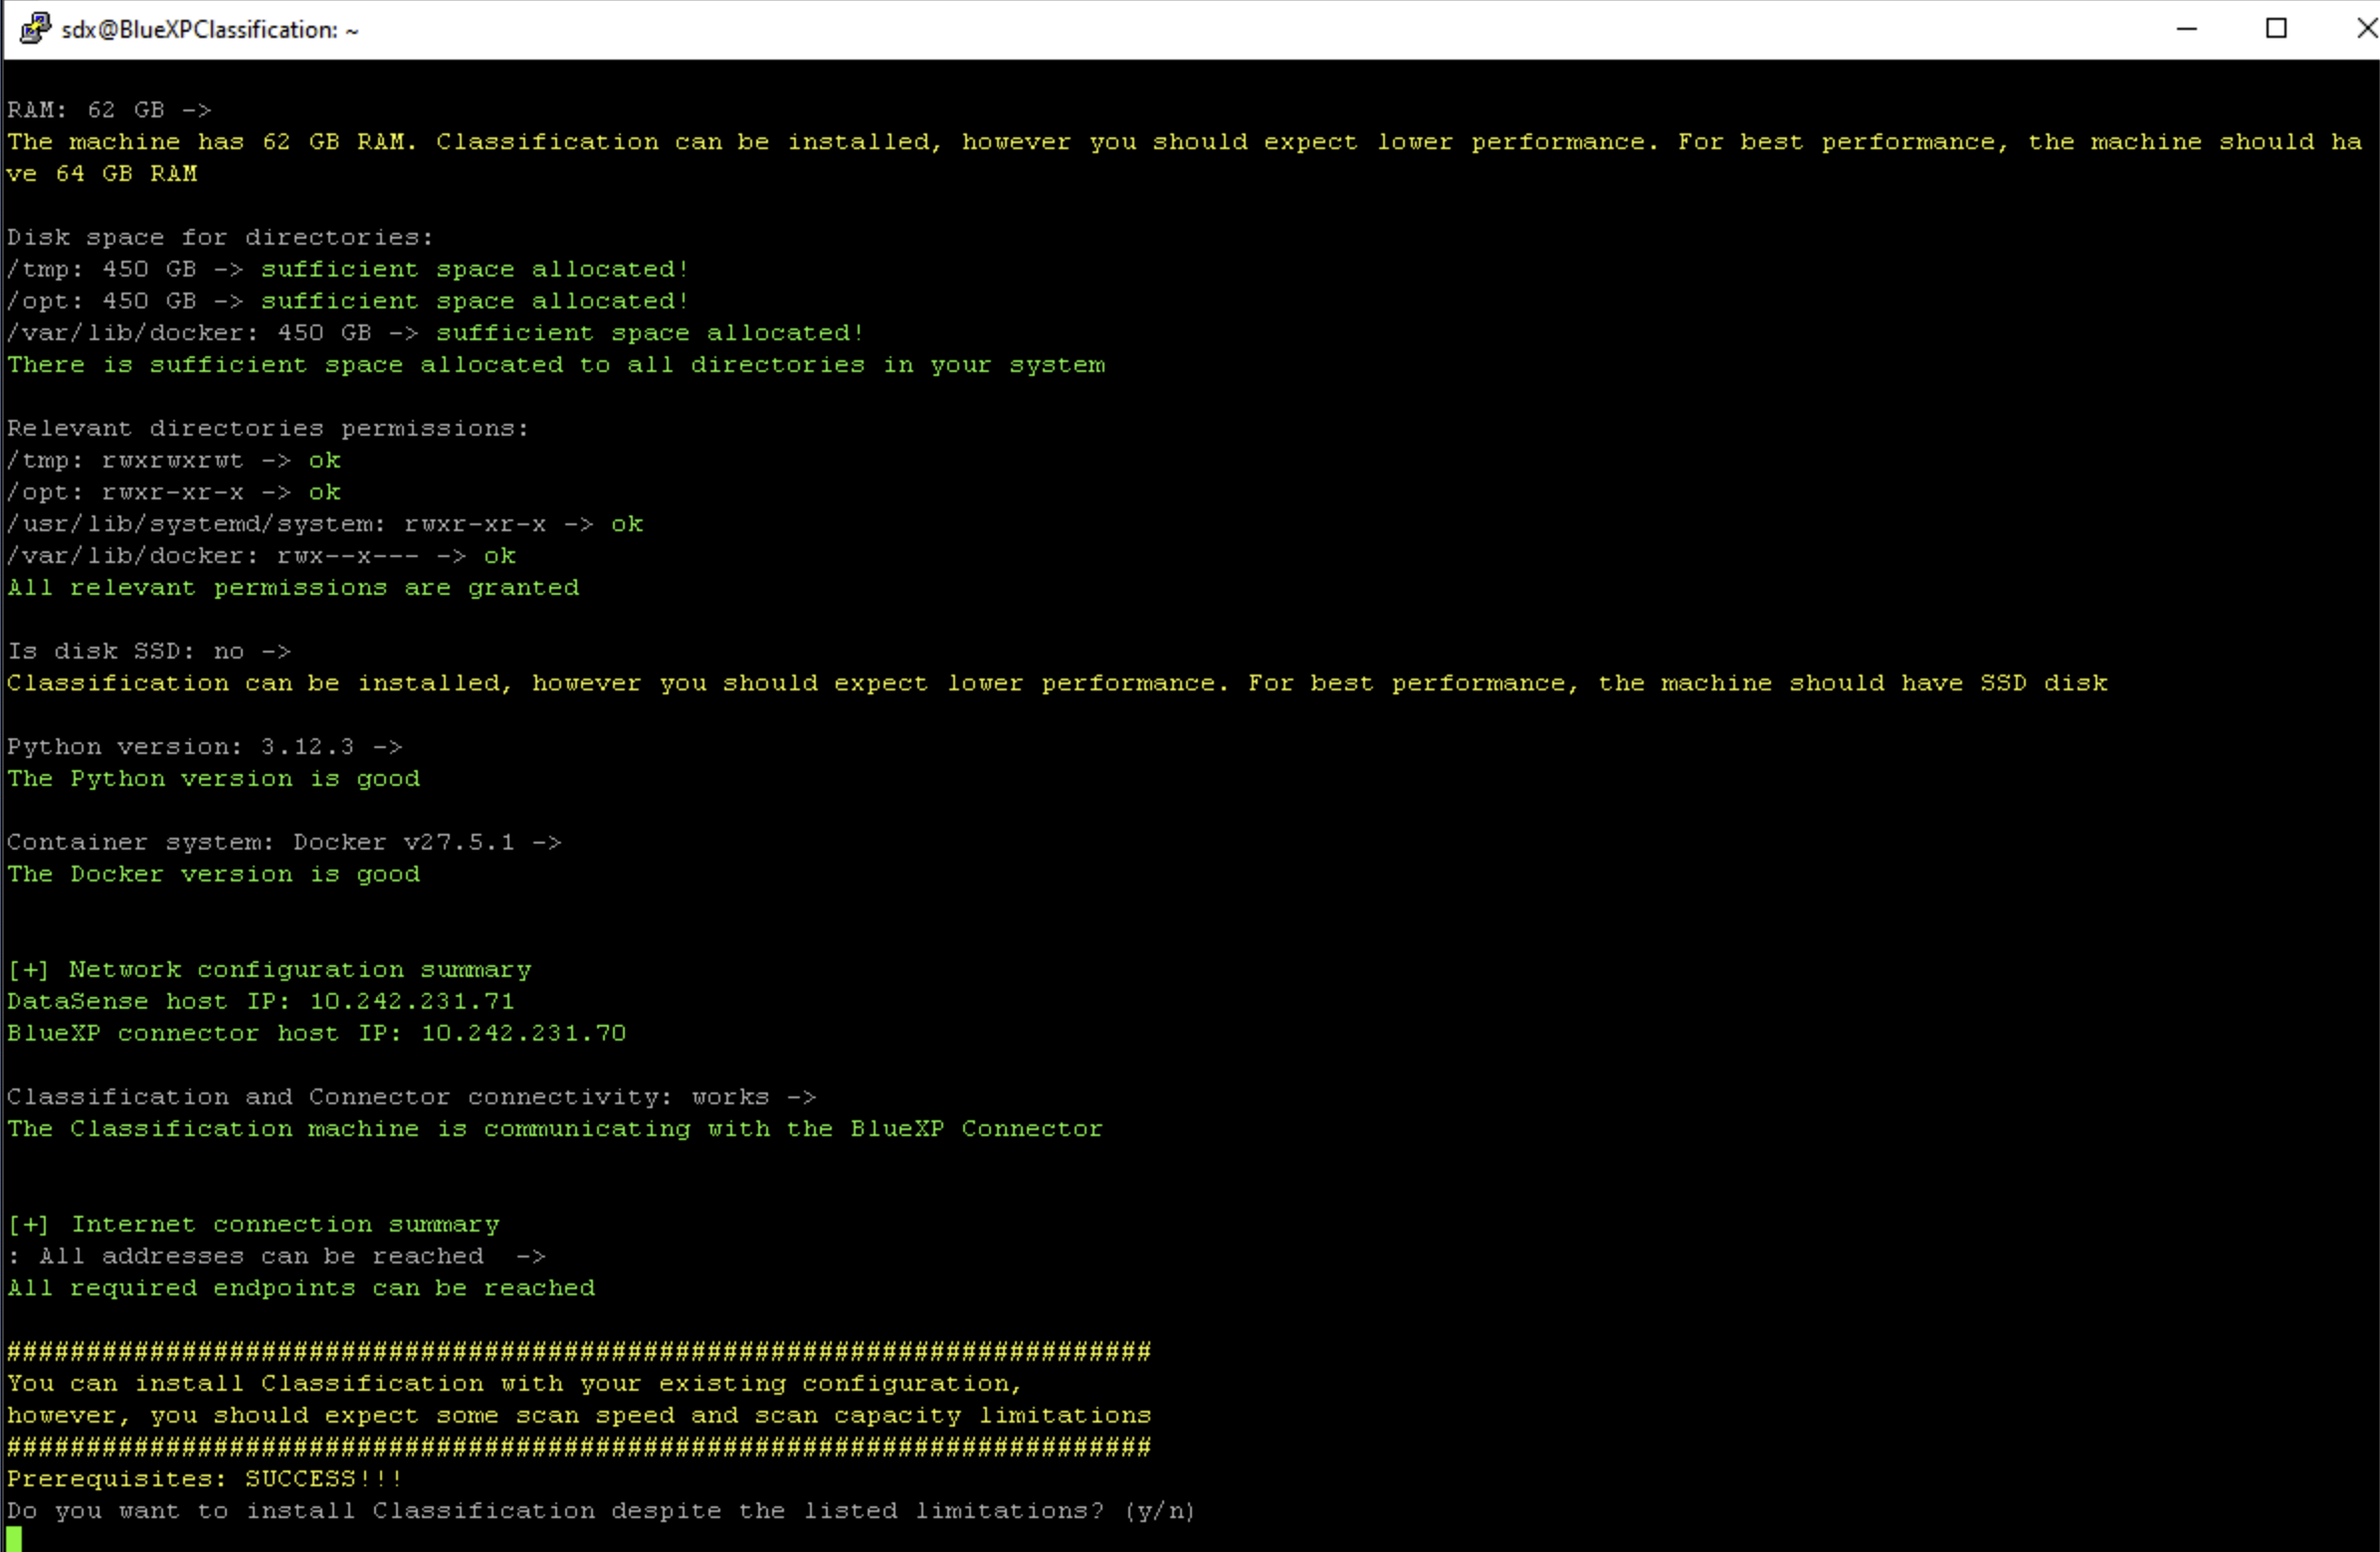 sdx@BlueXPClassification: ~
RAM: 62 GB ->
The machine has 62 GB RAM. Classification can be installed, however you should expect lower performance. For best performance, the machine should ha
ve 64 GB RAM
Disk space for directories:
/tmp: 450 GB -> sufficient space allocated!
/opt: 450 GB -> sufficient space allocated!
/var/lib/docker: 450 GB -> sufficient space allocated!
There is sufficient space allocated to all directories in your system
Relevant directories permissions:
/tmp: rwxrwxrwt -> ok
/opt: rwxr-xr-x -> ok
/usr/lib/systemd/system: rwxr-xr-x -> ok
/var/lib/docker: rwx--x--- -> ok
All relevant permissions are granted
Is disk SSD: no ->
Classification can be installed, however you should expect lower performance. For best performance, the machine should have SSD disk
Python version: 3.12.3 ->
The Python version is good
Container system: Docker v27.5.1 ->
The Docker version is good
[+] Network configuration summary
DataSense host IP: 10.242.231.71
BlueXP connector host IP: 10.242.231.70
Classification and Connector connectivity: works ->
The Classification machine is communicating with the BlueXP Connector
[+] Internet connection summary
: All addresses can be reached  ->
All required endpoints can be reached
########################################################################
You can install Classification with your existing configuration,
however, you should expect some scan speed and scan capacity limitations
########################################################################
Prerequisites: SUCCESS!!!
Do you want to install Classification despite the listed limitations? (y/n)